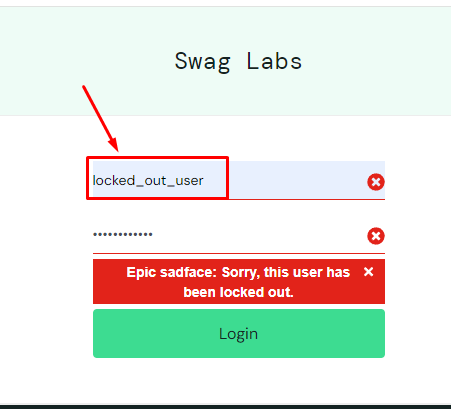 Swag Labs
locked_out_user
••••••••••••
Epic sadface: Sorry, this user has
been locked out.
Login